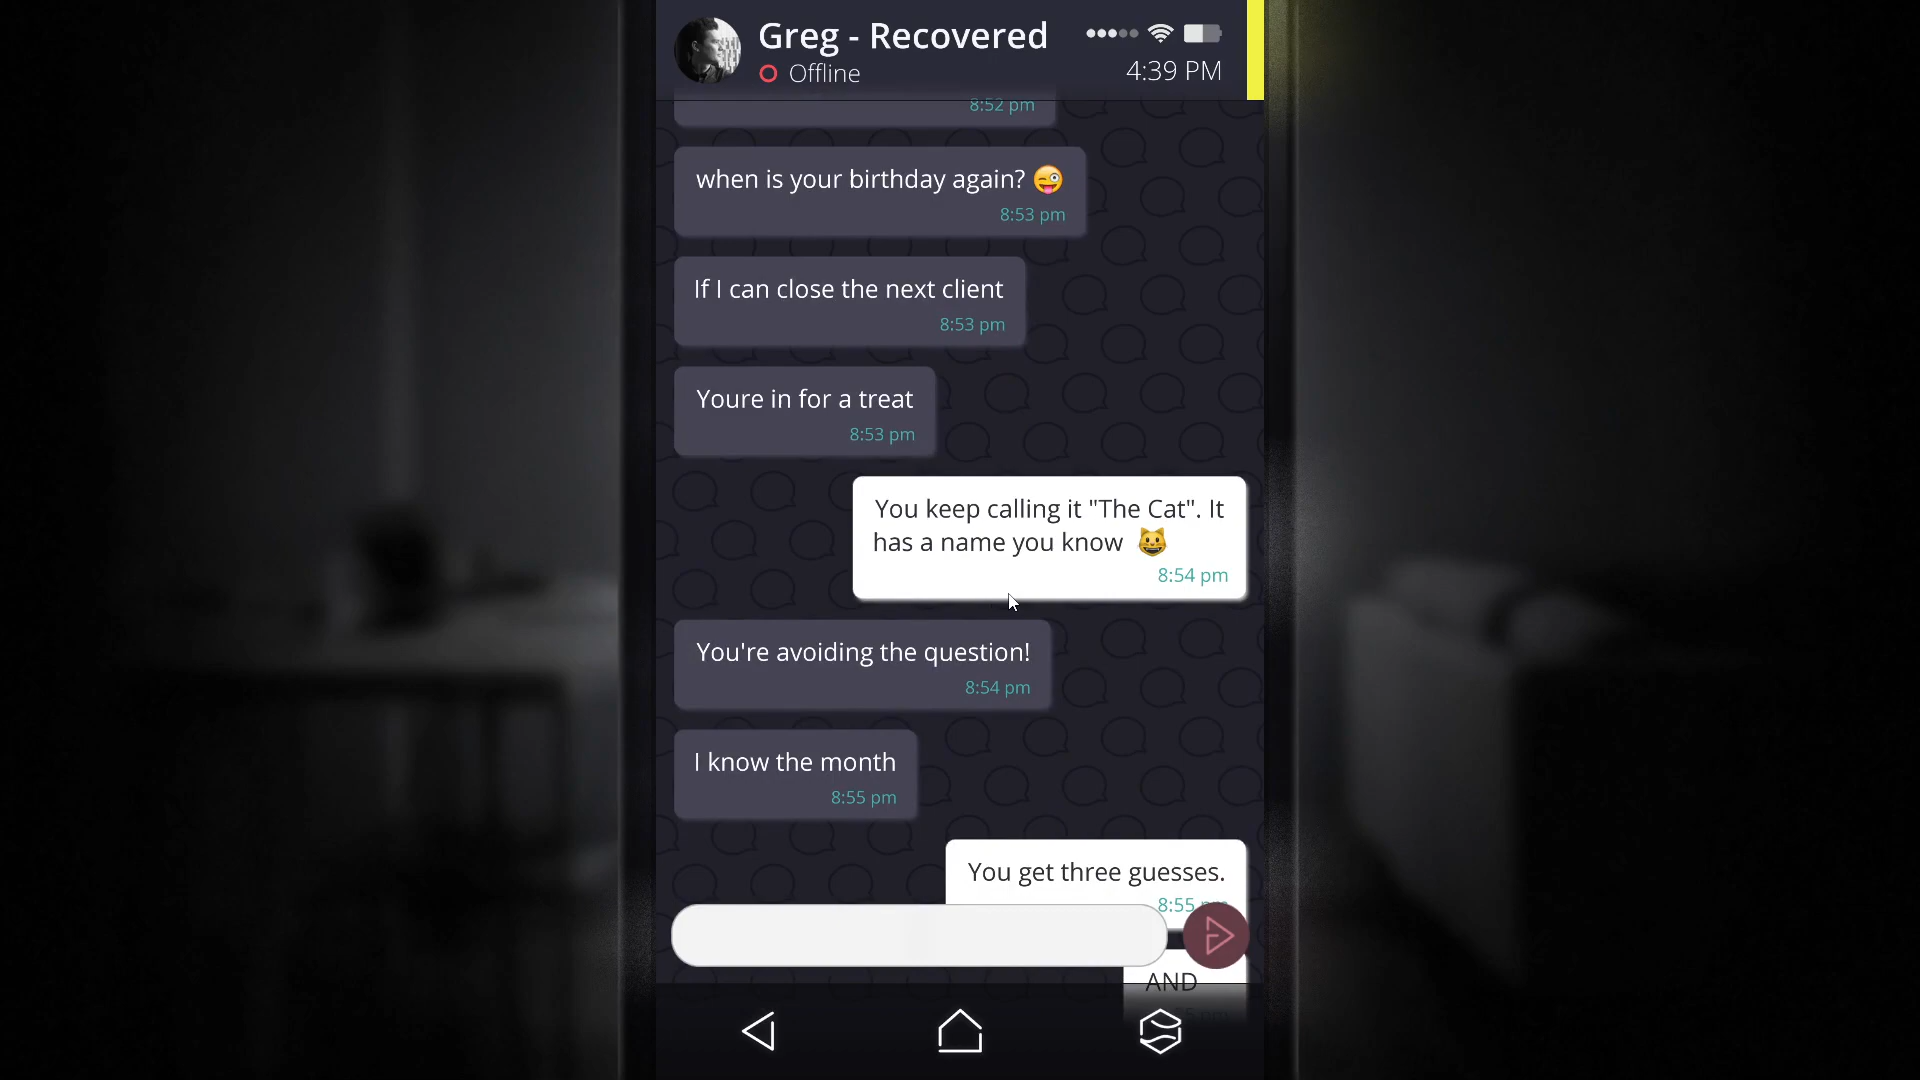 Greg - Recovered
Offline
4:39 PM
8:52 pm
when is your birthday again? 😜
8:53 pm
If I can close the next client
8:53 pm
Youre in for a treat
8:53 pm
You keep calling it "The Cat". It
has a name you know 😺
8:54 pm
You're avoiding the question!
8:54 pm
I know the month
8:55 pm
You get three guesses.
8:55 pm
AND